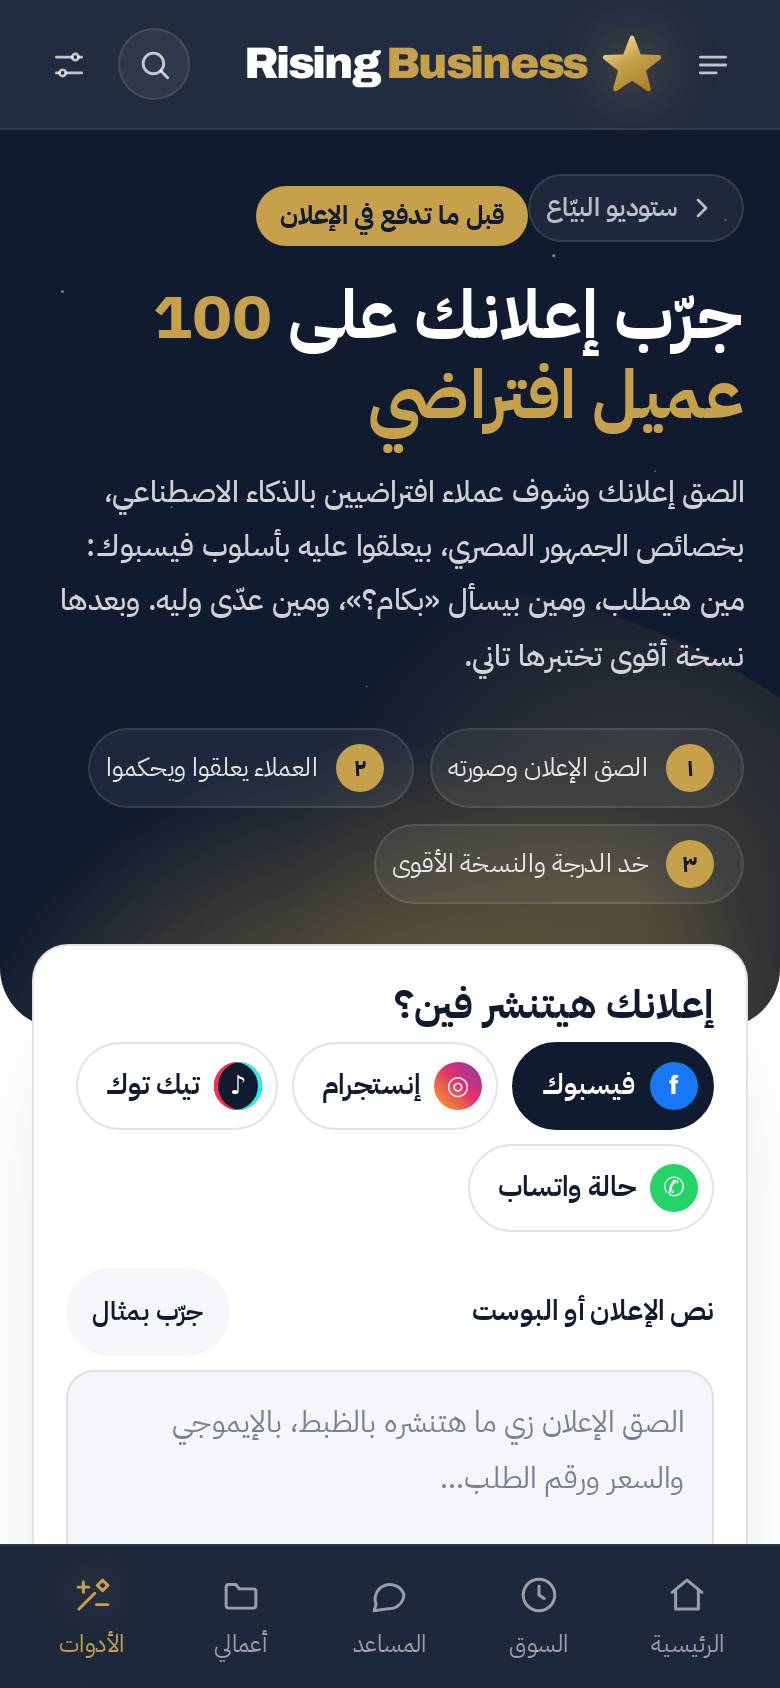 Rising Business
ستوديو البيّاع
قبل ما تدفع في الإعلان
جرّب إعلانك على 100
عميل افتراضي
الصق إعلانك وشوف عملاء افتراضيين بالذكاء الاصطناعي،
بخصائص الجمهور المصري، بيعلقوا عليه بأسلوب فيسبوك:
مين هيطلب، ومين بيسأل «بكام؟»، ومين عدّى وليه. وبعدها
نسخة أقوى تختبرها تاني.
١ الصق الإعلان وصورته
٢ العملاء يعلقوا ويحكموا
٣ خد الدرجة والنسخة الأقوى
إعلانك هيتنشر فين؟
فيسبوك
إنستجرام
تيك توك
حالة واتساب
نص الإعلان أو البوست
جرّب بمثال
الصق الإعلان زي ما هتنشره بالظبط، بالإيموجي
والسعر ورقم الطلب...
الرئيسية
السوق
المساعد
أعمالي
الأدوات